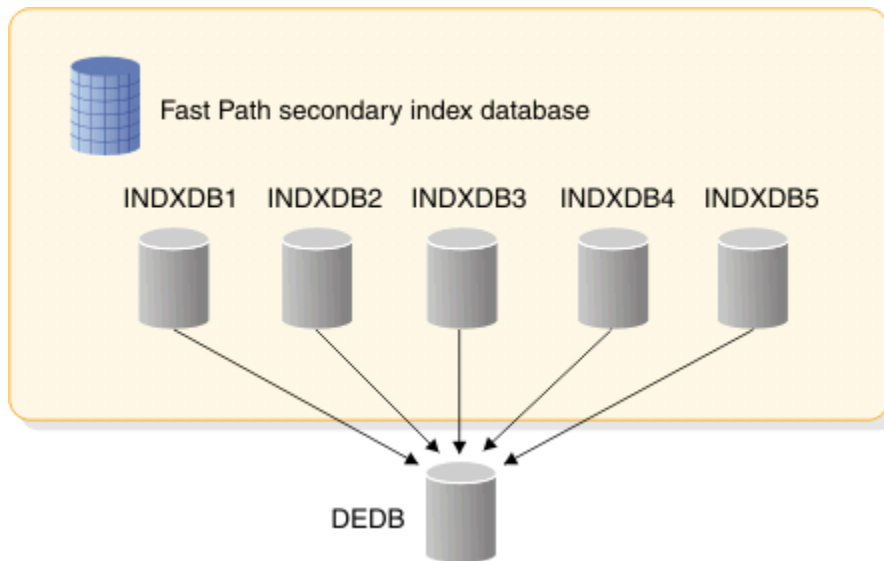 Fast Path secondary index database
INDXDB1 INDXDB2 INDXDB3 INDXDB4 INDXDB5
DEDB